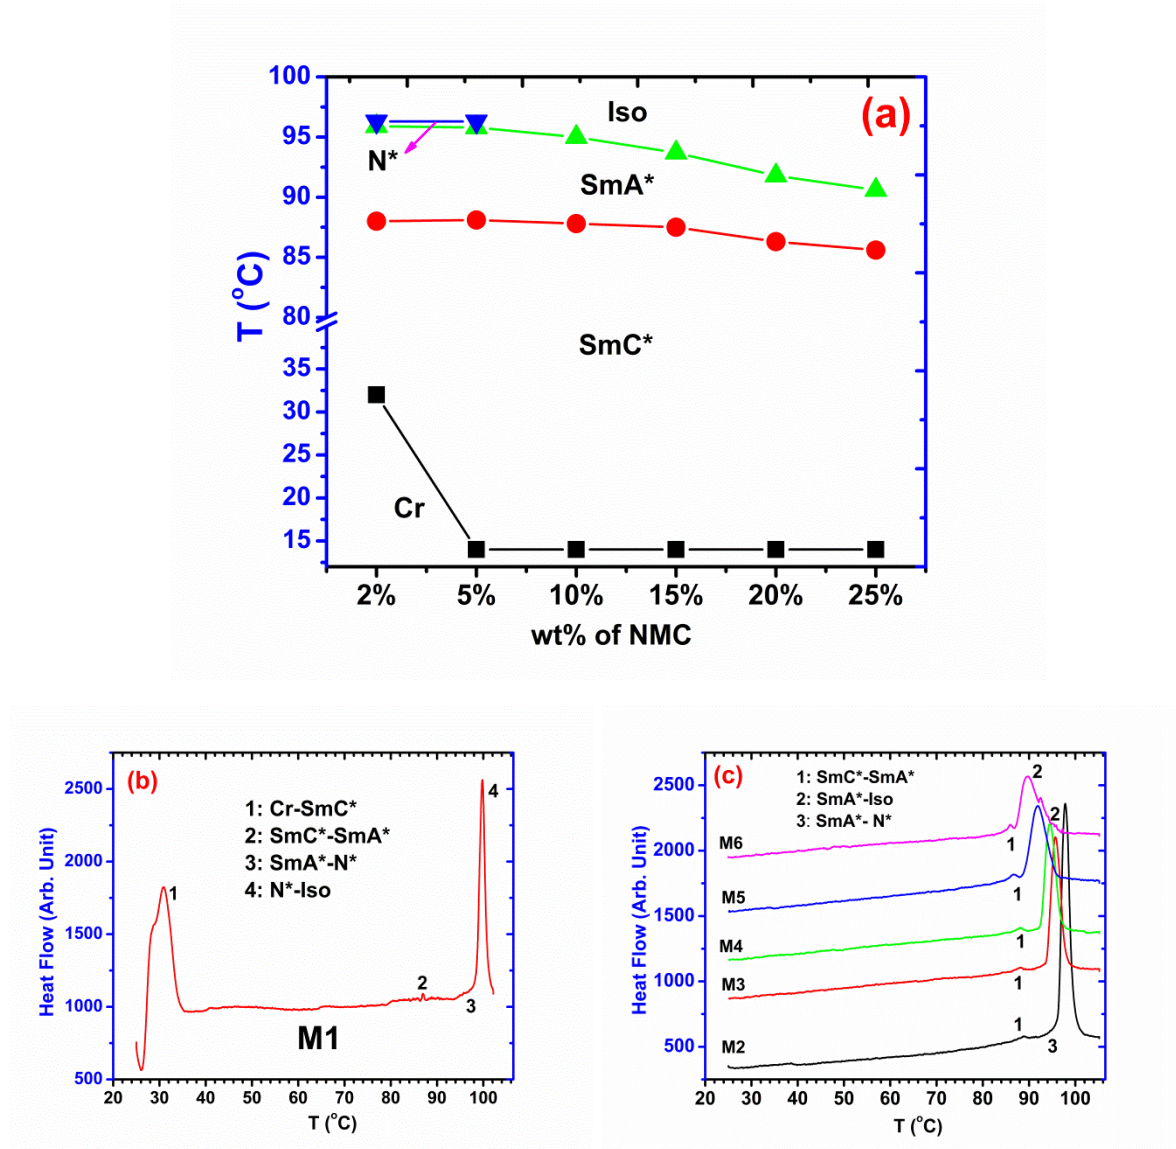 (a)
100
95
90
85
80
35
30
25
20
15
T (°C)
Iso
N*
SmA*
SmC*
Cr
2% 5% 10% 15% 20% 25%
wt% of NMC
(b)
2500
2000
1500
1000
500
Heat Flow (Arb. Unit)
1: Cr-SmC*
2: SmC*-SmA*
3: SmA*-N*
4: N*-Iso
1
2
3
4
M1
20 30 40 50 60 70 80 90 100
T (°C)
(c)
2500
2000
1500
1000
500
Heat Flow (Arb. Unit)
1: SmC*-SmA*
2: SmA*-Iso
3: SmA*- N*
2
M6
1
2
M5
1
M4
1
M3
1
M2
1
3
20 30 40 50 60 70 80 90 100
T (°C)